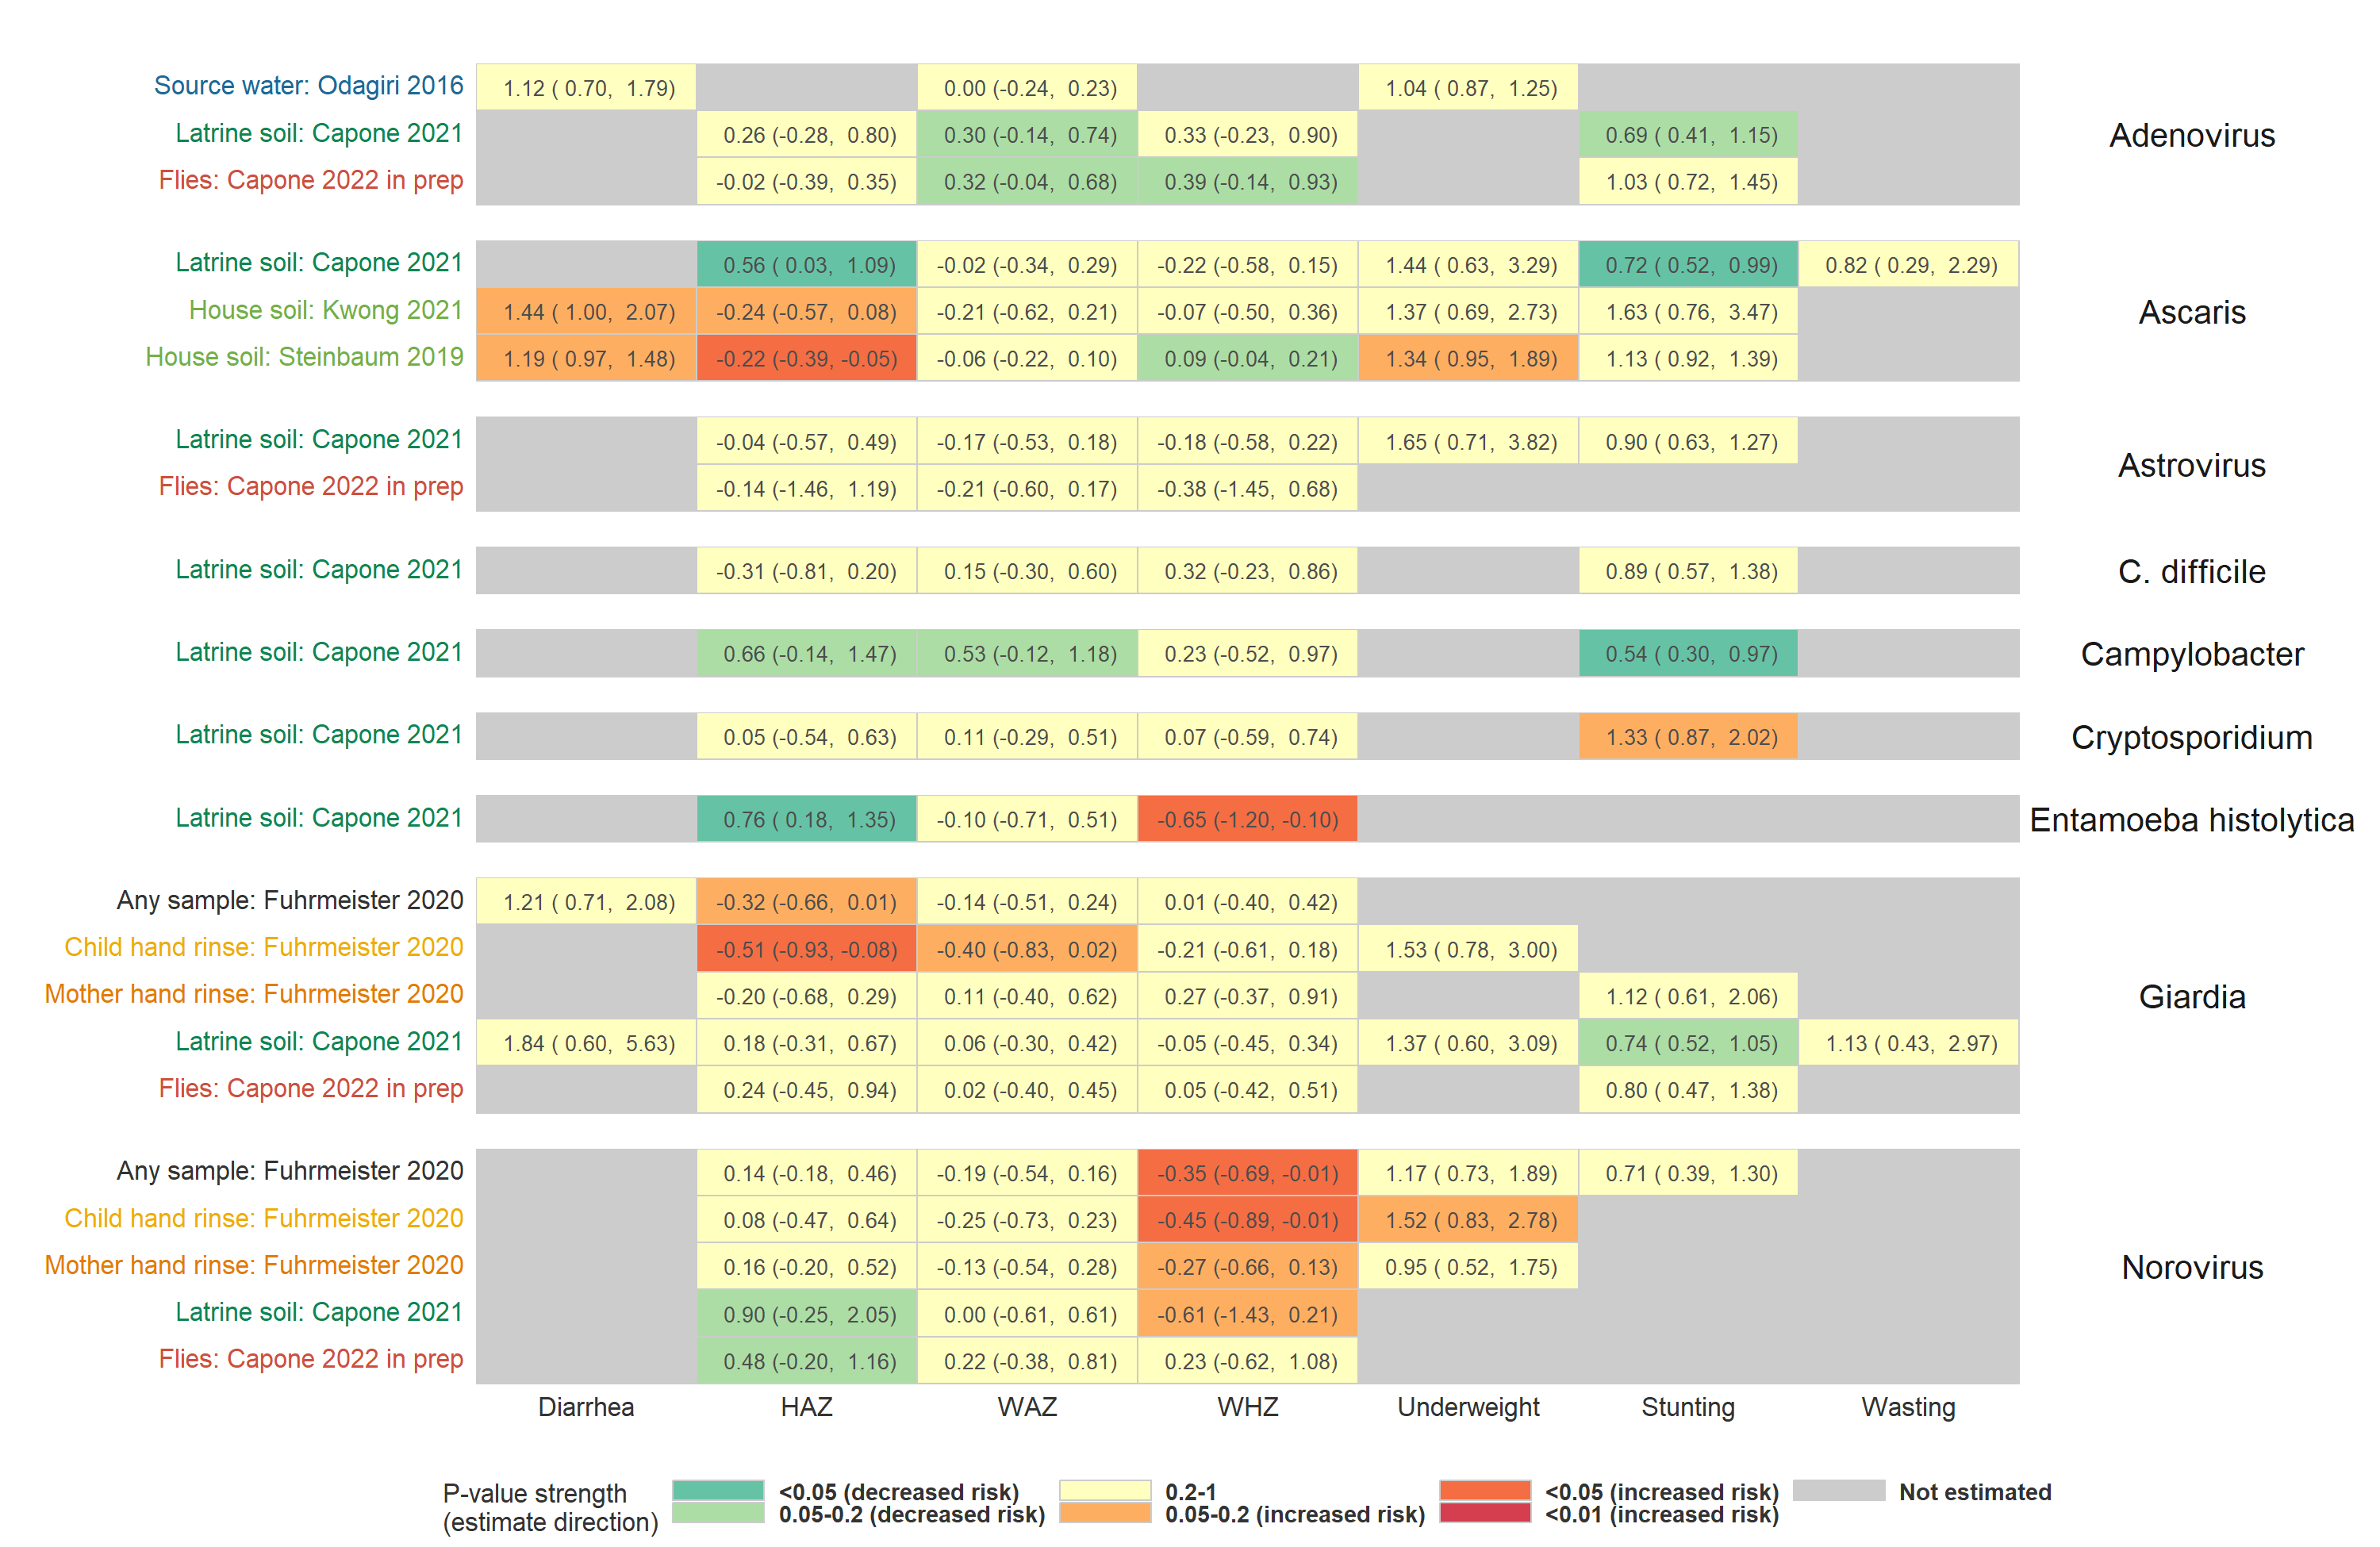 Source water: Odagiri 2016 1.12 ( 0.70, 1.79) 0.00 (-0.24, 0.23) 1.04 ( 0.87, 1.25)
Latrine soil: Capone 2021 0.26 (-0.28, 0.80) 0.30 (-0.14, 0.74) 0.33 (-0.23, 0.90) 0.69 ( 0.41, 1.15) Adenovirus
Flies: Capone 2022 in prep -0.02 (-0.39, 0.35) 0.32 (-0.04, 0.68) 0.39 (-0.14, 0.93) 1.03 ( 0.72, 1.45)
Latrine soil: Capone 2021 0.56 ( 0.03, 1.09) -0.02 (-0.34, 0.29) -0.22 (-0.58, 0.15) 1.44 ( 0.63, 3.29) 0.72 ( 0.52, 0.99) 0.82 ( 0.29, 2.29)
House soil: Kwong 2021 1.44 ( 1.00, 2.07) -0.24 (-0.57, 0.08) -0.21 (-0.62, 0.21) -0.07 (-0.50, 0.36) 1.37 ( 0.69, 2.73) 1.63 ( 0.76, 3.47) Ascaris
House soil: Steinbaum 2019 1.19 ( 0.97, 1.48) -0.22 (-0.39, -0.05) -0.06 (-0.22, 0.10) 0.09 (-0.04, 0.21) 1.34 ( 0.95, 1.89) 1.13 ( 0.92, 1.39)
Latrine soil: Capone 2021 -0.04 (-0.57, 0.49) -0.17 (-0.53, 0.18) -0.18 (-0.58, 0.22) 1.65 ( 0.71, 3.82) 0.90 ( 0.63, 1.27)
Astrovirus
Flies: Capone 2022 in prep -0.14 (-1.46, 1.19) -0.21 (-0.60, 0.17) -0.38 (-1.45, 0.68)
Latrine soil: Capone 2021 -0.31 (-0.81, 0.20) 0.15 (-0.30, 0.60) 0.32 (-0.23, 0.86) 0.89 ( 0.57, 1.38) C. difficile
Latrine soil: Capone 2021 0.66 (-0.14, 1.47) 0.53 (-0.12, 1.18) 0.23 (-0.52, 0.97) 0.54 ( 0.30, 0.97) Campylobacter
Latrine soil: Capone 2021 0.05 (-0.54, 0.63) 0.11 (-0.29, 0.51) 0.07 (-0.59, 0.74) 1.33 ( 0.87, 2.02) Cryptosporidium
Latrine soil: Capone 2021 0.76 ( 0.18, 1.35) -0.10 (-0.71, 0.51) -0.65 (-1.20, -0.10) Entamoeba histolytica
Any sample: Fuhrmeister 2020 1.21 ( 0.71, 2.08) -0.32 (-0.66, 0.01) -0.14 (-0.51, 0.24) 0.01 (-0.40, 0.42)
Child hand rinse: Fuhrmeister 2020 -0.51 (-0.93, -0.08) -0.40 (-0.83, 0.02) -0.21 (-0.61, 0.18) 1.53 ( 0.78, 3.00)
Mother hand rinse: Fuhrmeister 2020 -0.20 (-0.68, 0.29) 0.11 (-0.40, 0.62) 0.27 (-0.37, 0.91) 1.12 ( 0.61, 2.06) Giardia
Latrine soil: Capone 2021 1.84 ( 0.60, 5.63) 0.18 (-0.31, 0.67) 0.06 (-0.30, 0.42) -0.05 (-0.45, 0.34) 1.37 ( 0.60, 3.09) 0.74 ( 0.52, 1.05) 1.13 ( 0.43, 2.97)
Flies: Capone 2022 in prep 0.24 (-0.45, 0.94) 0.02 (-0.40, 0.45) 0.05 (-0.42, 0.51) 0.80 ( 0.47, 1.38)
Any sample: Fuhrmeister 2020 0.14 (-0.18, 0.46) -0.19 (-0.54, 0.16) -0.35 (-0.69, -0.01) 1.17 ( 0.73, 1.89) 0.71 ( 0.39, 1.30)
Child hand rinse: Fuhrmeister 2020 0.08 (-0.47, 0.64) -0.25 (-0.73, 0.23) -0.45 (-0.89, -0.01) 1.52 ( 0.83, 2.78)
Mother hand rinse: Fuhrmeister 2020 0.16 (-0.20, 0.52) -0.13 (-0.54, 0.28) -0.27 (-0.66, 0.13) 0.95 ( 0.52, 1.75) Norovirus
Latrine soil: Capone 2021 0.90 (-0.25, 2.05) 0.00 (-0.61, 0.61) -0.61 (-1.43, 0.21)
Flies: Capone 2022 in prep 0.48 (-0.20, 1.16) 0.22 (-0.38, 0.81) 0.23 (-0.62, 1.08)
Diarrhea HAZ WAZ WHZ Underweight Stunting Wasting
P-value strength <0.05 (decreased risk) 0.2-1 <0.05 (increased risk) Not estimated
(estimate direction) 0.05-0.2 (decreased risk) 0.05-0.2 (increased risk) <0.01 (increased risk)